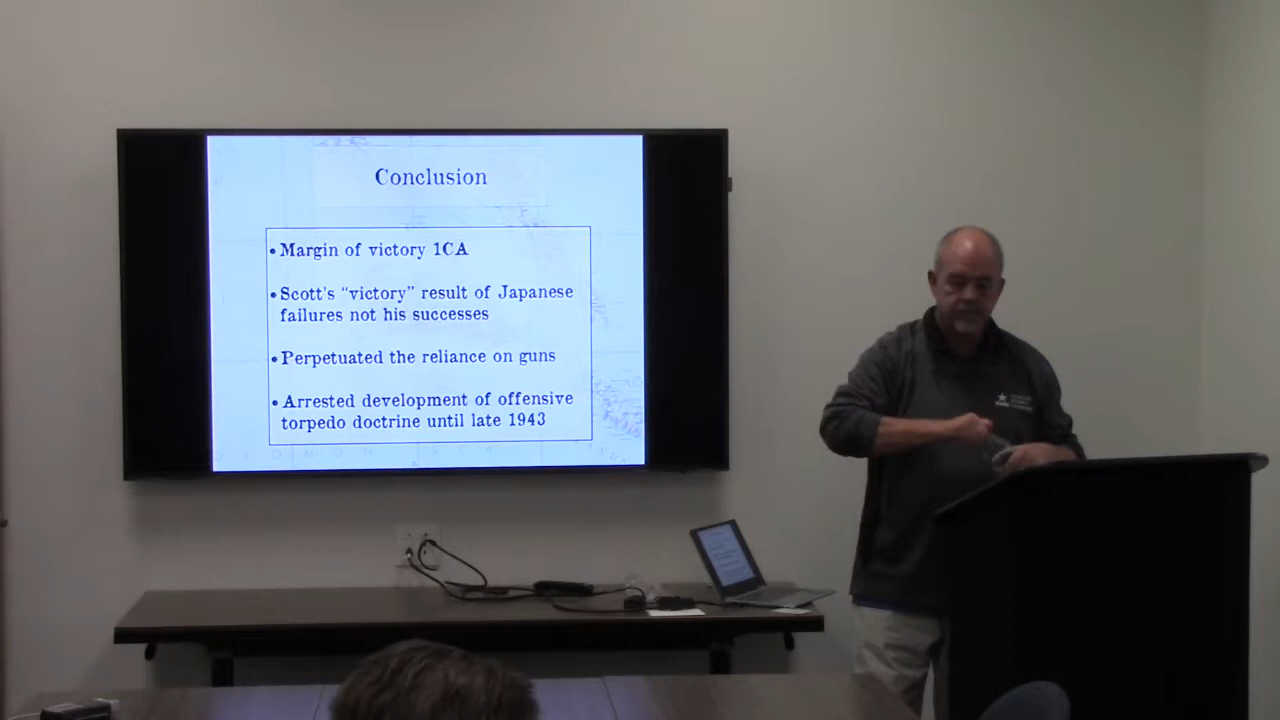 Conclusion
• Margin of victory 1CA
• Scott's “victory” result of Japanese
failures not his successes
• Perpetuated the reliance on guns
• Arrested development of offensive
torpedo doctrine until late 1943